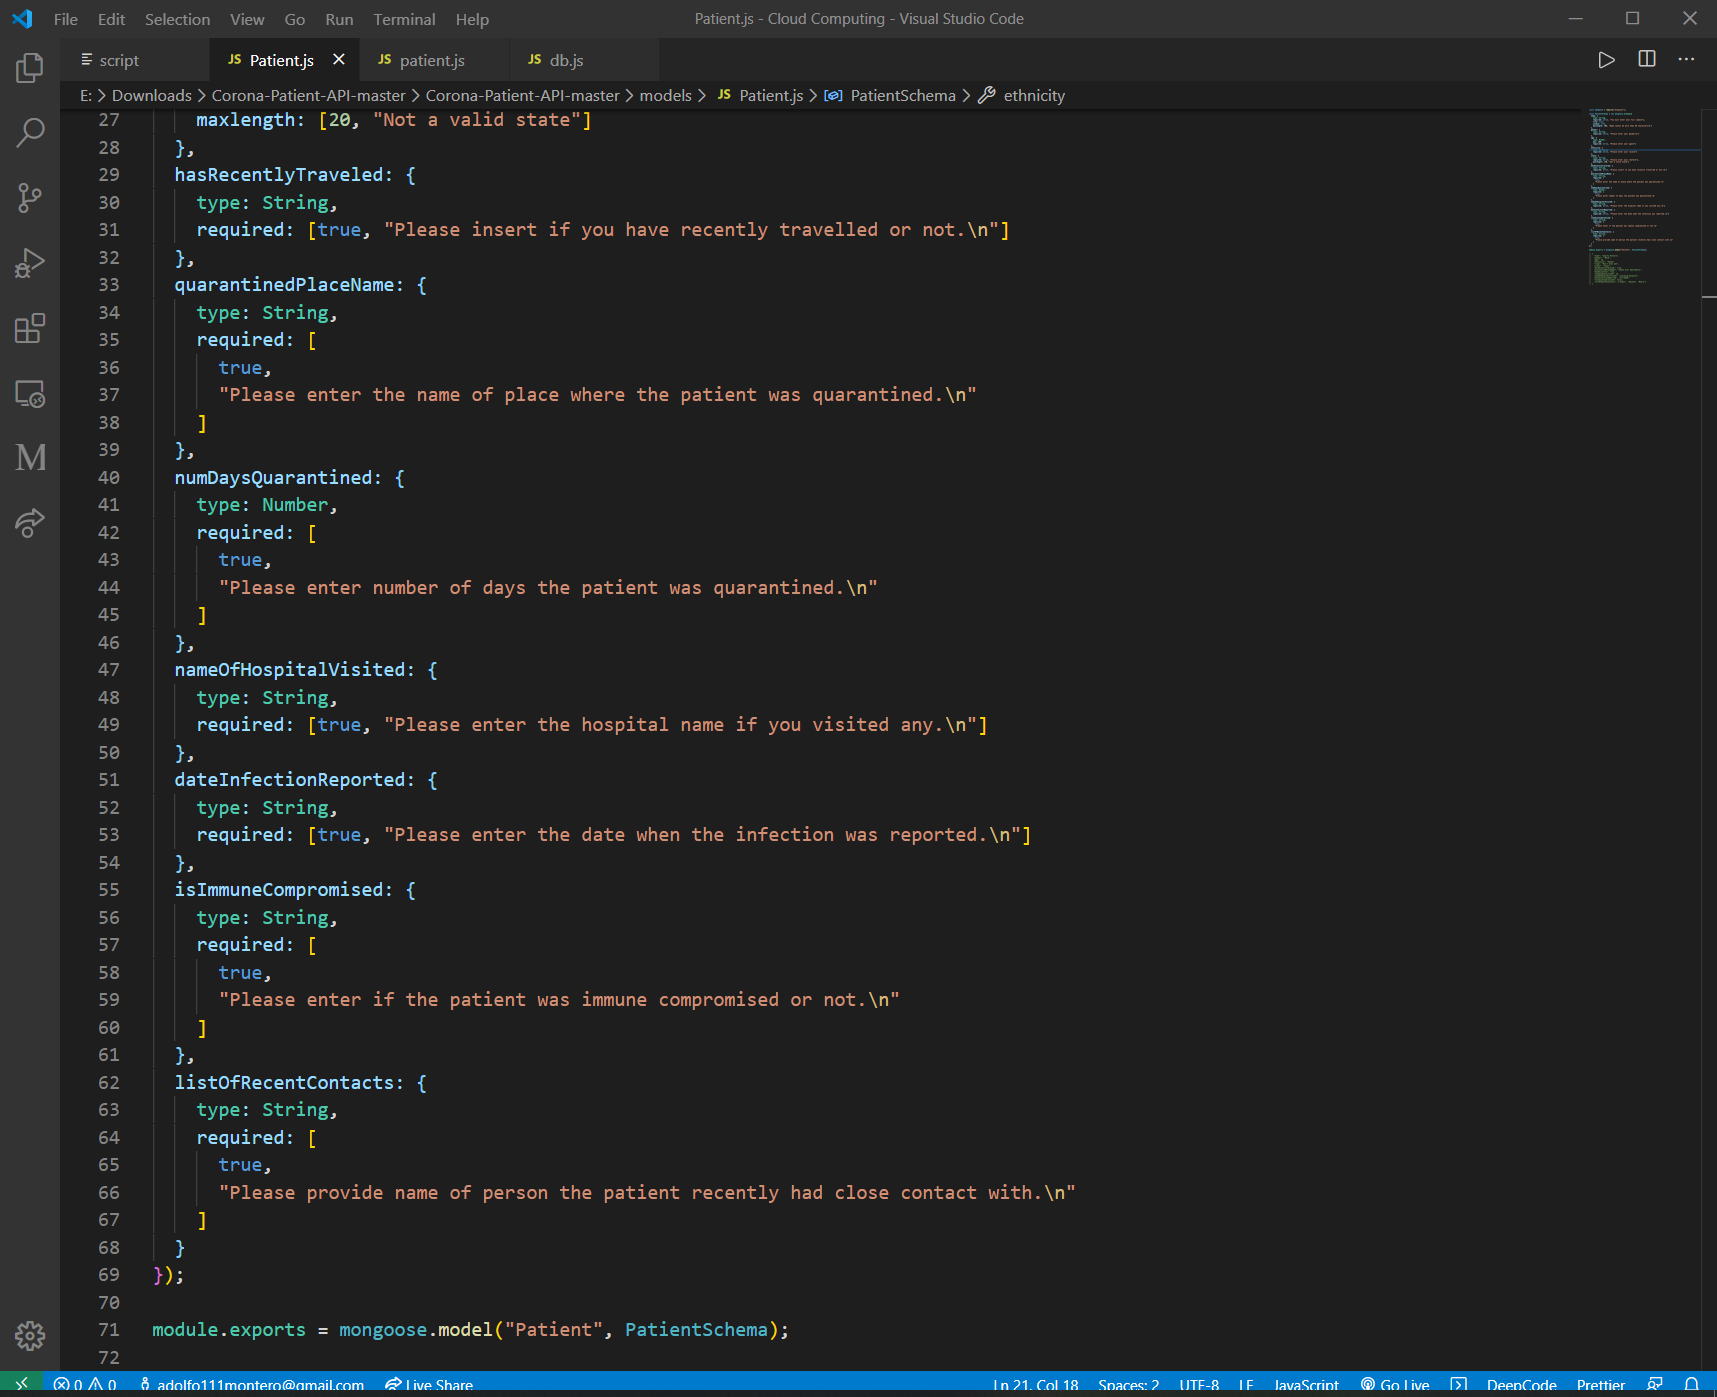 File Edit Selection View Go Run Terminal Help Patient.js - Cloud Computing - Visual Studio Code
script JS Patient.js JS patient.js JS db.js
E: > Downloads > Corona-Patient-API-master > Corona-Patient-API-master > models > JS Patient.js > PatientSchema > ethnicity
27 maxlength: [20, "Not a valid state"]
28 },
29 hasRecentlyTraveled: {
30 type: String,
31 required: [true, "Please insert if you have recently travelled or not.\n"]
32 },
33 quarantinedPlaceName: {
34 type: String,
35 required: [
36 true,
37 "Please enter the name of place where the patient was quarantined.\n"
38 ]
39 },
40 numDaysQuarantined: {
41 type: Number,
42 required: [
43 true,
44 "Please enter number of days the patient was quarantined.\n"
45 ]
46 },
47 nameOfHospitalVisited: {
48 type: String,
49 required: [true, "Please enter the hospital name if you visited any.\n"]
50 },
51 dateInfectionReported: {
52 type: String,
53 required: [true, "Please enter the date when the infection was reported.\n"]
54 },
55 isImmuneCompromised: {
56 type: String,
57 required: [
58 true,
59 "Please enter if the patient was immune compromised or not.\n"
60 ]
61 },
62 listOfRecentContacts: {
63 type: String,
64 required: [
65 true,
66 "Please provide name of person the patient recently had close contact with.\n"
67 ]
68 }
69 });
70
71 module.exports = mongoose.model("Patient", PatientSchema);
72
M
0 0 adolfo111montero@gmail.com Live Share Ln 21, Col 18 Spaces: 2 UTF-8 LF JavaScript Go Live DeepCode Prettier